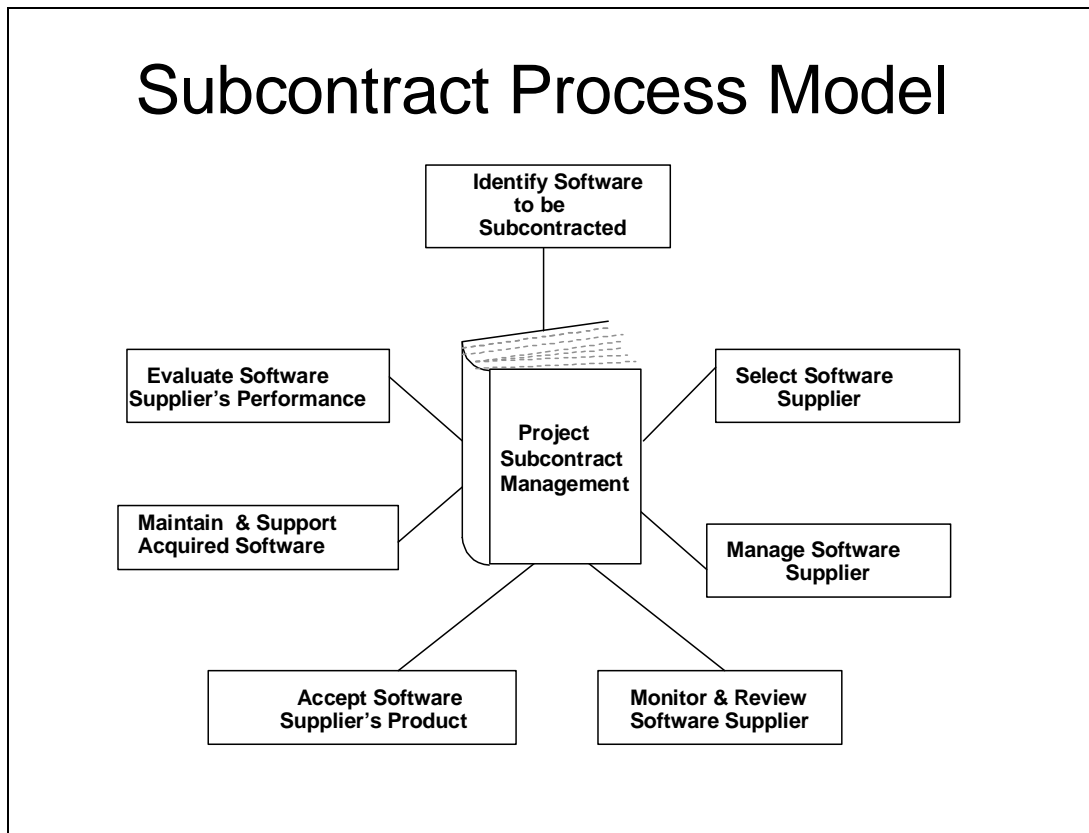 Subcontract Process Model
Identify Software
to be
Subcontracted
Evaluate Software
Supplier’s Performance
Select Software
Supplier
Project
Subcontract
Management
Maintain & Support
Acquired Software
Manage Software
Supplier
Accept Software
Supplier’s Product
Monitor & Review
Software Supplier